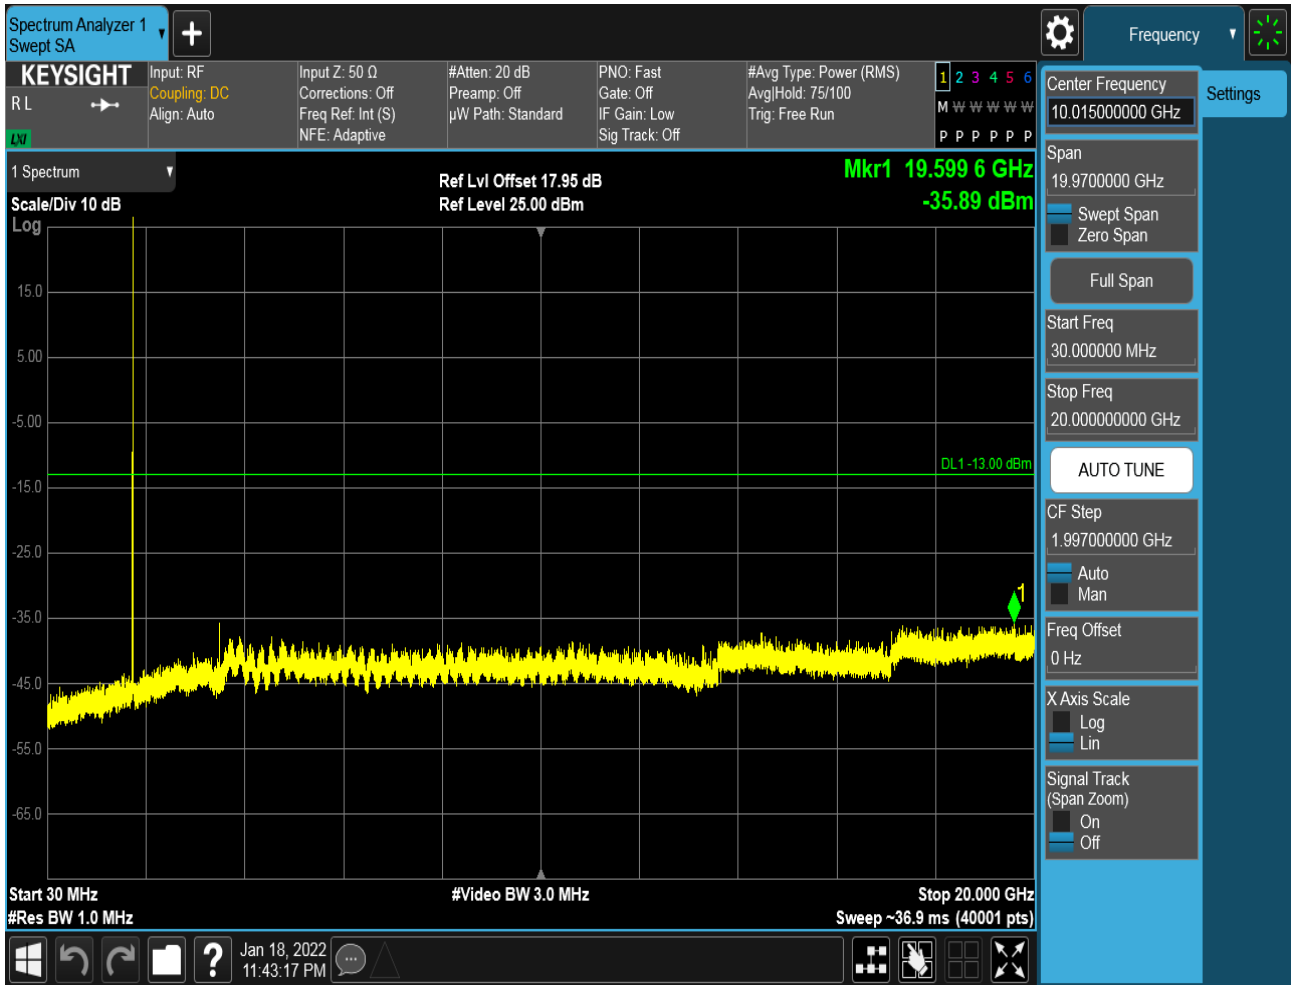 Spectrum Analyzer 1
Swept SA
+
Frequency
KEYSIGHT
R L
LXI
Input: RF
Coupling: DC
Align: Auto
Input Z: 50 Ω
Corrections: Off
Freq Ref: Int (S)
NFE: Adaptive
#Atten: 20 dB
Preamp: Off
µW Path: Standard
PNO: Fast
Gate: Off
IF Gain: Low
Sig Track: Off
#Avg Type: Power (RMS)
Avg|Hold: 75/100
Trig: Free Run
1 2 3 4 5 6
M W W W W W
P P P P P P
1 Spectrum
Scale/Div 10 dB
Log
Ref Lvl Offset 17.95 dB
Ref Level 25.00 dBm
Mkr1 19.599 6 GHz
-35.89 dBm
15.0
5.00
-5.00
DL1 -13.00 dBm
-15.0
-25.0
1
-35.0
-45.0
-55.0
-65.0
Start 30 MHz
#Video BW 3.0 MHz
Stop 20.000 GHz
#Res BW 1.0 MHz
Sweep ~36.9 ms (40001 pts)
Center Frequency
10.015000000 GHz
Settings
Span
19.9700000 GHz
Swept Span
Zero Span
Full Span
Start Freq
30.000000 MHz
Stop Freq
20.000000000 GHz
AUTO TUNE
CF Step
1.997000000 GHz
Auto
Man
Freq Offset
0 Hz
X Axis Scale
Log
Lin
Signal Track
(Span Zoom)
On
Off
?
Jan 18, 2022
11:43:17 PM